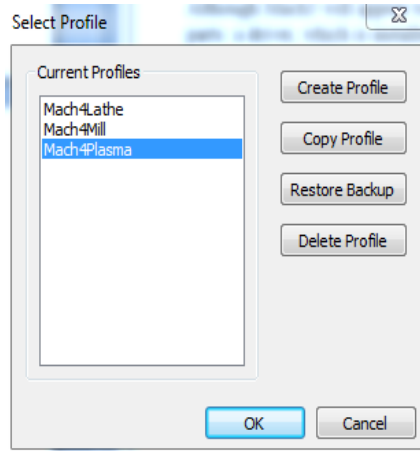 Select Profile
Current Profiles
Mach4Lathe
Mach4Mill
Mach4Plasma
Create Profile
Copy Profile
Restore Backup
Delete Profile
OK
Cancel